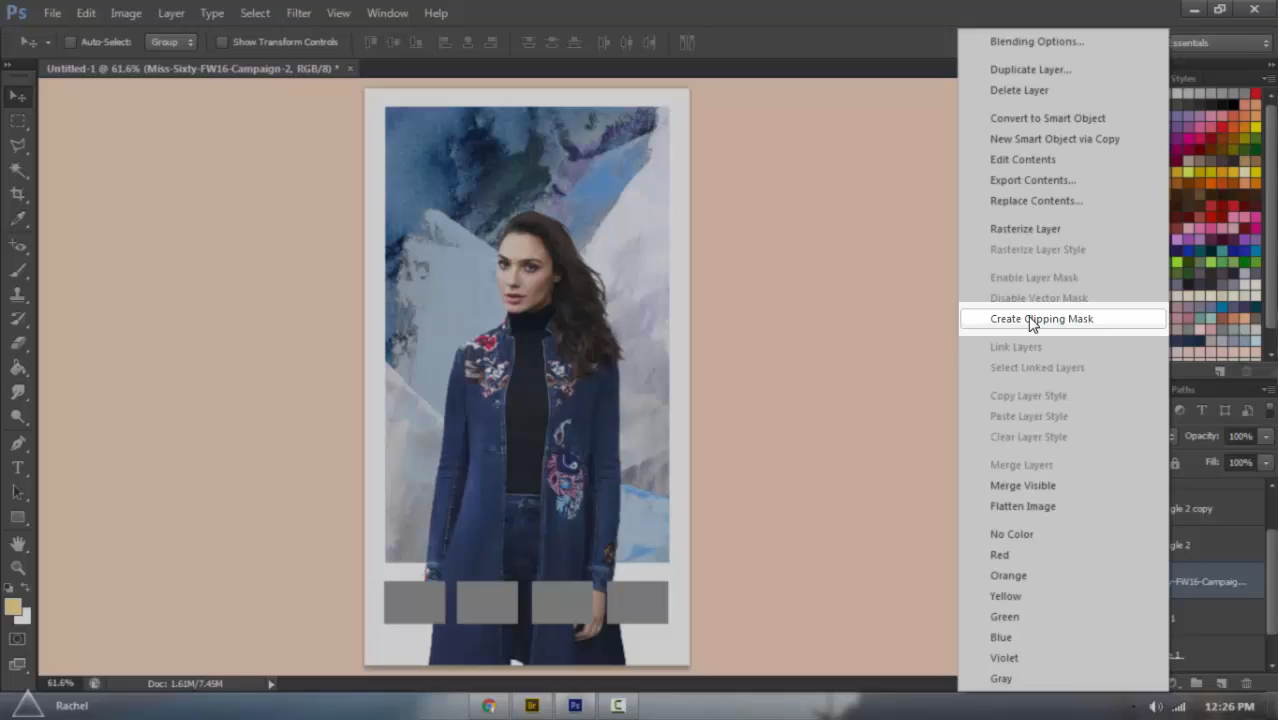 Ps File Edit Image Layer Type Select Filter View Window Help
Auto-Select: Group Show Transform Controls
Essentials
Untitled-1 @ 61.6% (Miss-Sixty-FW16-Campaign-2, RGB/8) * ×
Styles
Blending Options...
Duplicate Layer...
Delete Layer
Convert to Smart Object
New Smart Object via Copy
Edit Contents
Export Contents...
Replace Contents...
Rasterize Layer
Rasterize Layer Style
Enable Layer Mask
Disable Vector Mask
Create Clipping Mask
Link Layers
Select Linked Layers
Copy Layer Style
Paste Layer Style
Clear Layer Style
Merge Layers
Merge Visible
Flatten Image
No Color
Red
Orange
Yellow
Green
Blue
Violet
Gray
Paths
Opacity: 100%
Fill: 100%
gle 2 copy
gle 2
-FW16-Campaig...
1
61.6% Doc: 1.61M/7.45M
Rachel
Br Ps
12:26 PM